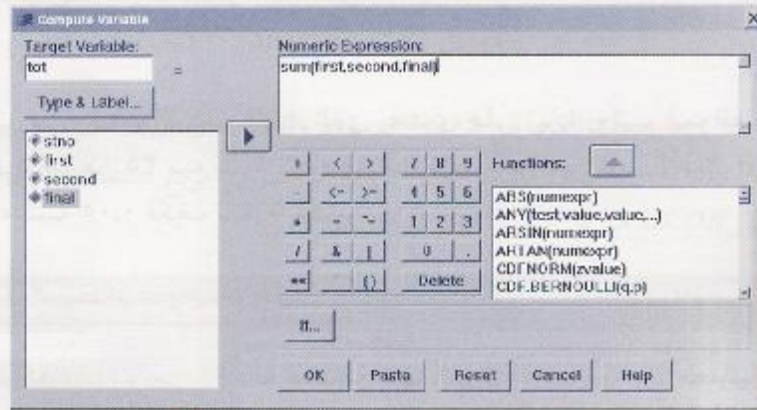 Compute Variable
Target Variable:
tot
=
Numeric Expression:
sum(first,second,final)
Type & Label...
stno
first
second
final
+ < > 7 8 9
- <= >= 4 5 6
* = ~= 1 2 3
/ & | 0 .
** ~ () Delete
Functions:
ABS(numexpr)
ANY(test,value,value,...)
ARSIN(numexpr)
ARTAN(numexpr)
CDFNORM(zvalue)
CDF.BERNOULLI(q,p)
If...
OK Paste Reset Cancel Help